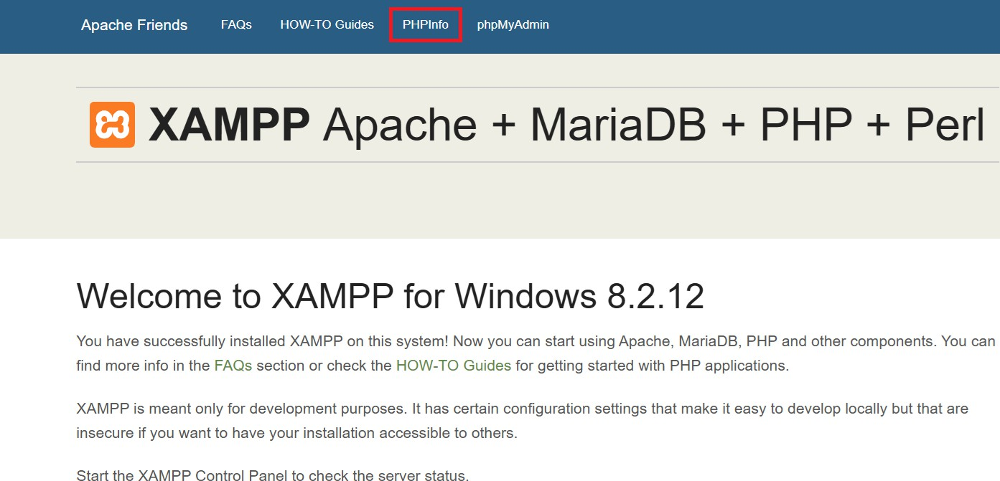 Apache Friends FAQs HOW-TO Guides PHPInfo phpMyAdmin
XAMPP Apache + MariaDB + PHP + Perl
Welcome to XAMPP for Windows 8.2.12
You have successfully installed XAMPP on this system! Now you can start using Apache, MariaDB, PHP and other components. You can
find more info in the FAQs section or check the HOW-TO Guides for getting started with PHP applications.
XAMPP is meant only for development purposes. It has certain configuration settings that make it easy to develop locally but that are
insecure if you want to have your installation accessible to others.
Start the XAMPP Control Panel to check the server status.